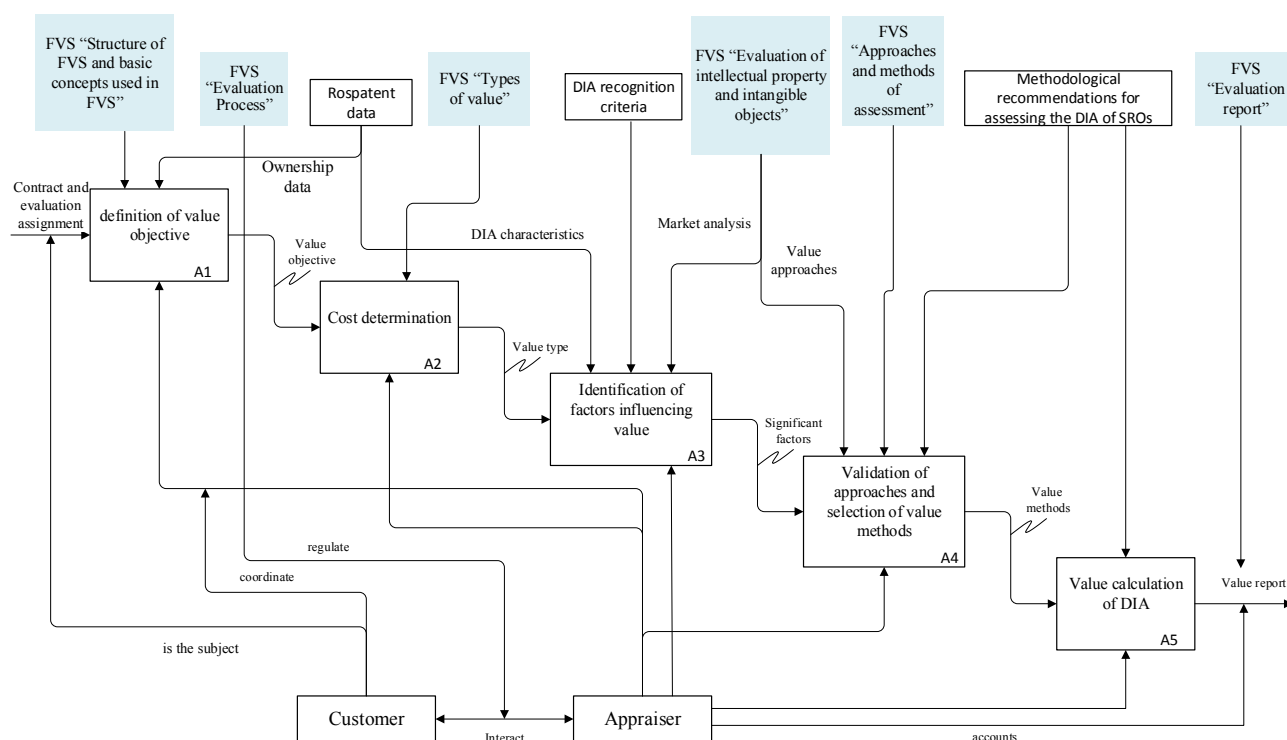 FVS “Structure of
FVS and basic
concepts used in
FVS”
FVS
“Evaluation
Process”
Rospatent
data
FVS “Types
of value”
DIA recognition
criteria
FVS “Evaluation of
intellectual property
and intangible
objects”
FVS
“Approaches
and methods
of
assessment”
Methodological
recommendations for
assessing the DIA of SROs
FVS
“Evaluation
report”
Contract and
evaluation
assignment
Ownership
data
definition of value
objective
A1
Value
objective
DIA characteristics
Market analysis
Value
approaches
Cost determination
A2
Value type
Identification of
factors influencing
value
A3
Significant
factors
Validation of
approaches and
selection of value
methods
A4
Value
methods
Value calculation
of DIA
A5
Value report
regulate
coordinate
is the subject
Customer
Interact
Appraiser
accounts